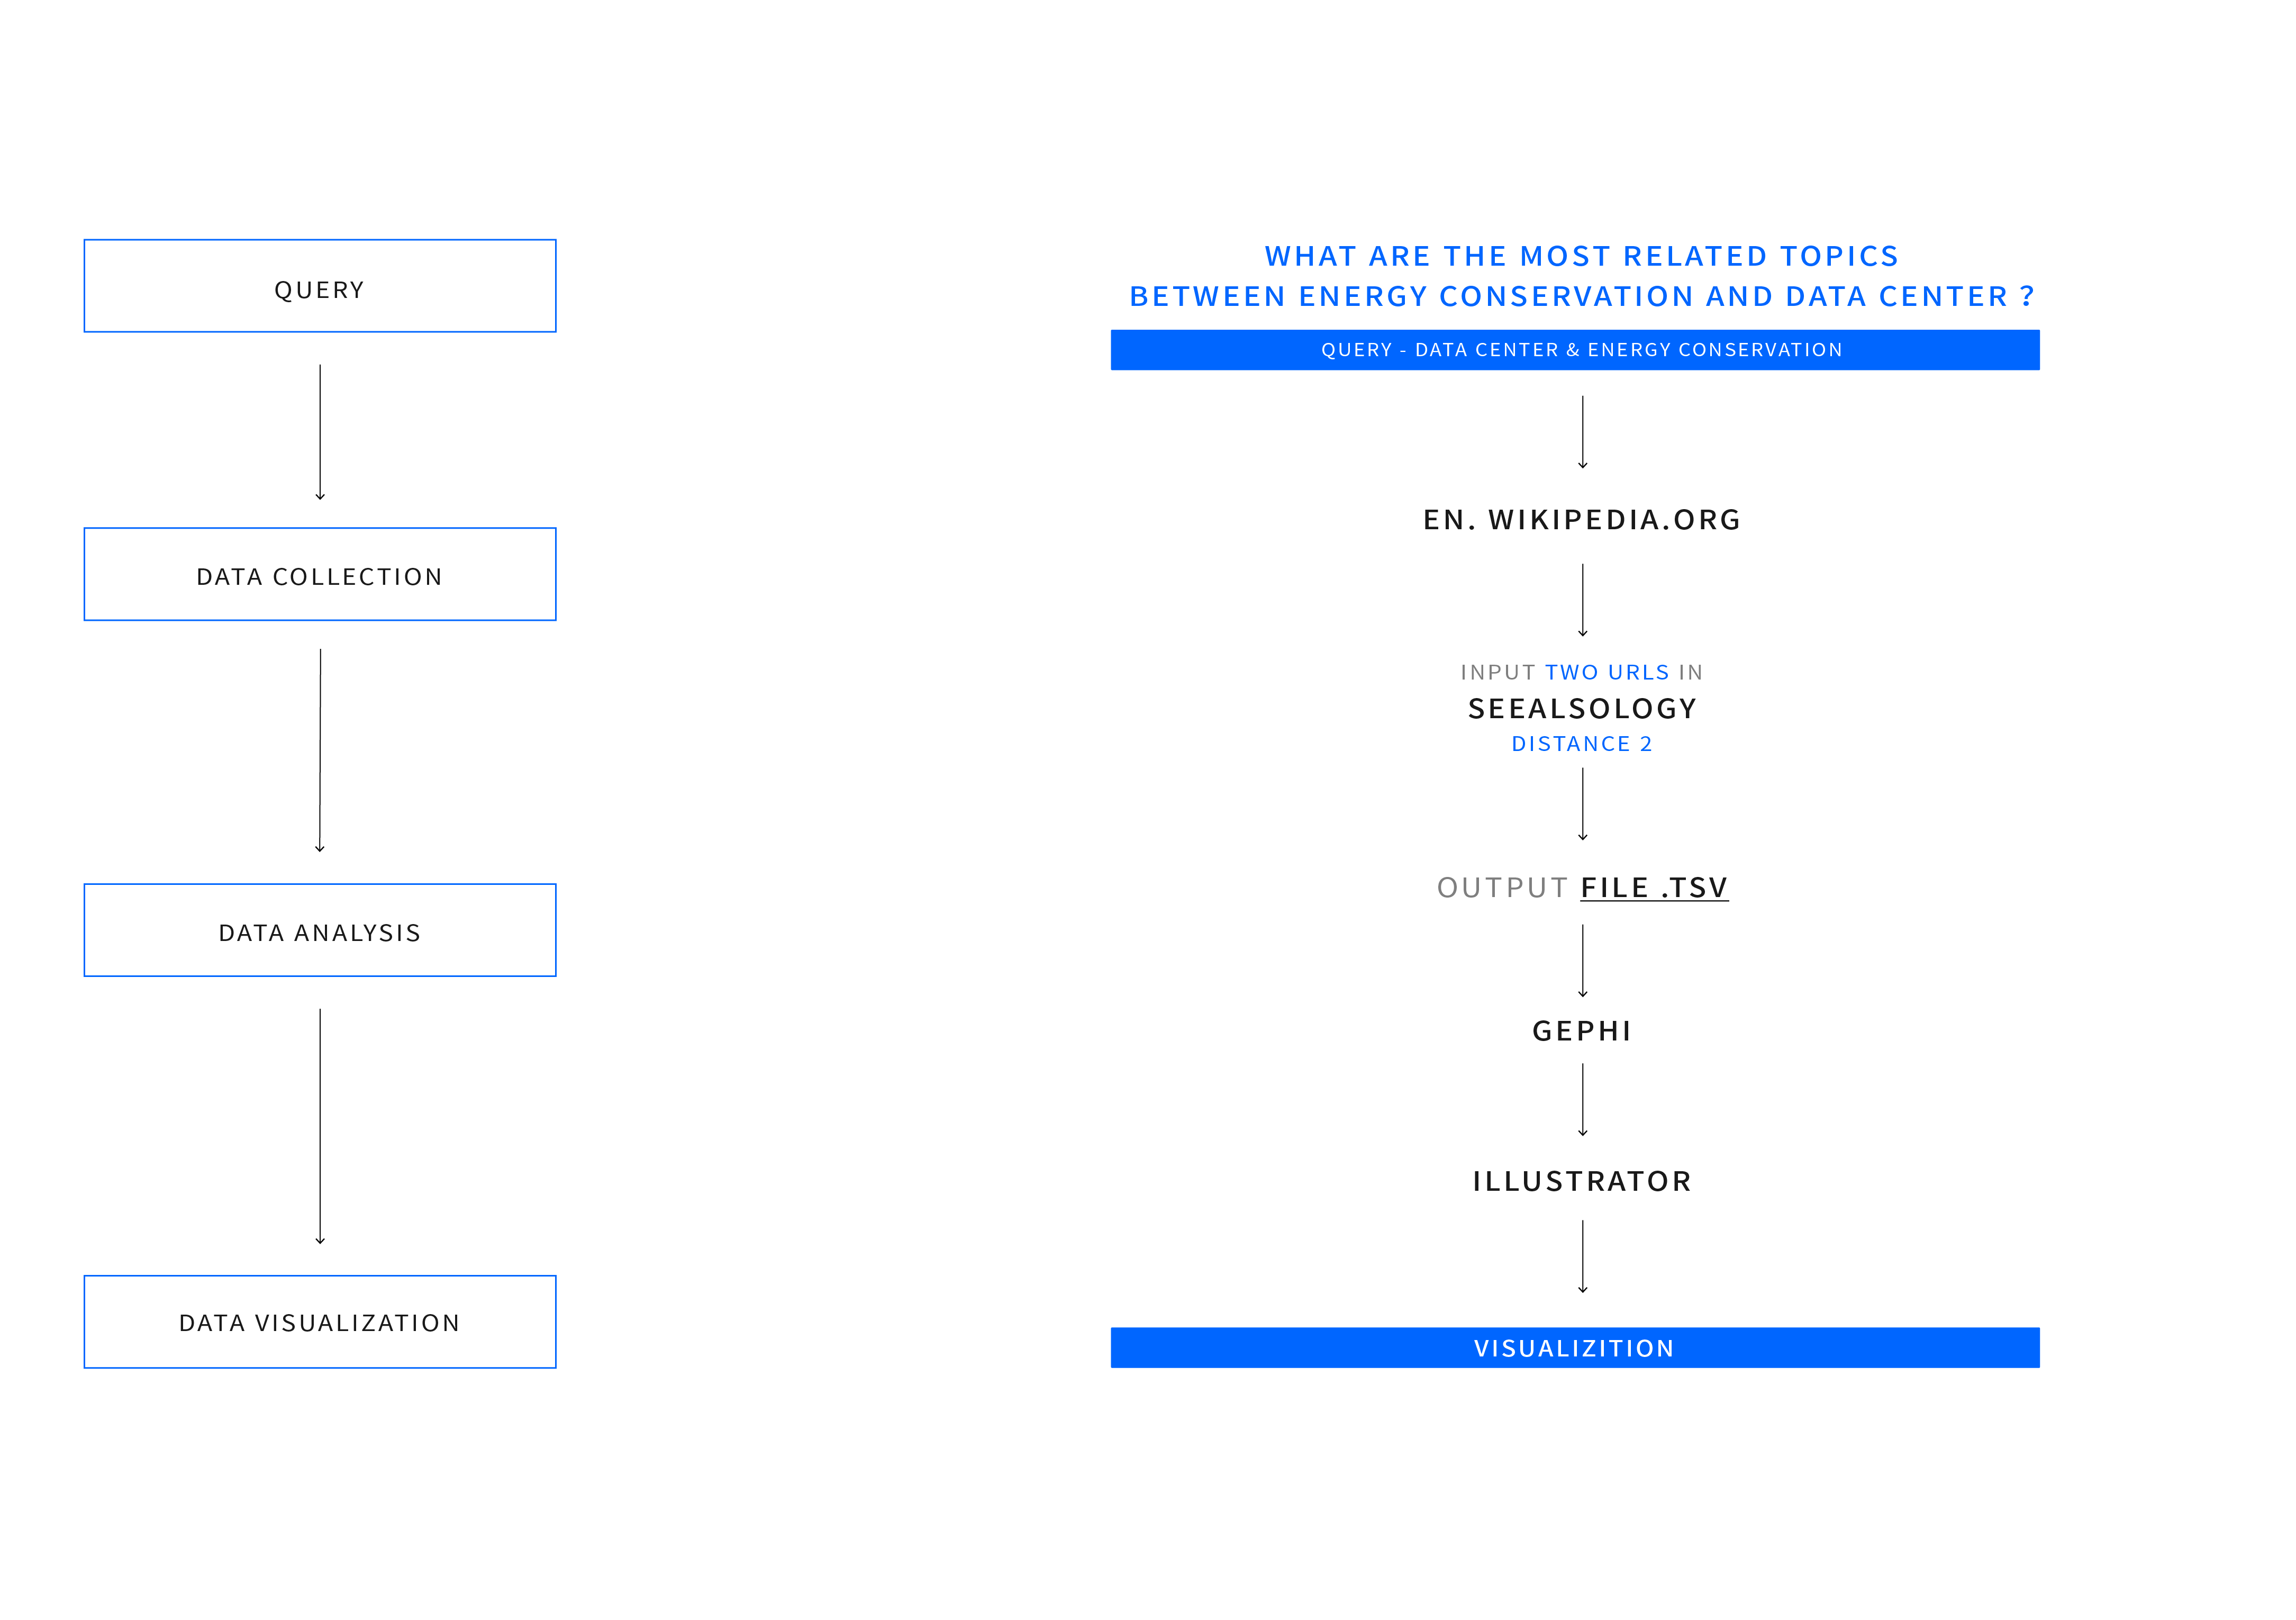 QUERY
DATA COLLECTION
DATA ANALYSIS
DATA VISUALIZATION
WHAT ARE THE MOST RELATED TOPICS
BETWEEN ENERGY CONSERVATION AND DATA CENTER ?
QUERY - DATA CENTER & ENERGY CONSERVATION
EN. WIKIPEDIA.ORG
INPUT TWO URLS IN
SEEALSOLOGY
DISTANCE 2
OUTPUT FILE .TSV
GEPHI
ILLUSTRATOR
VISUALIZITION